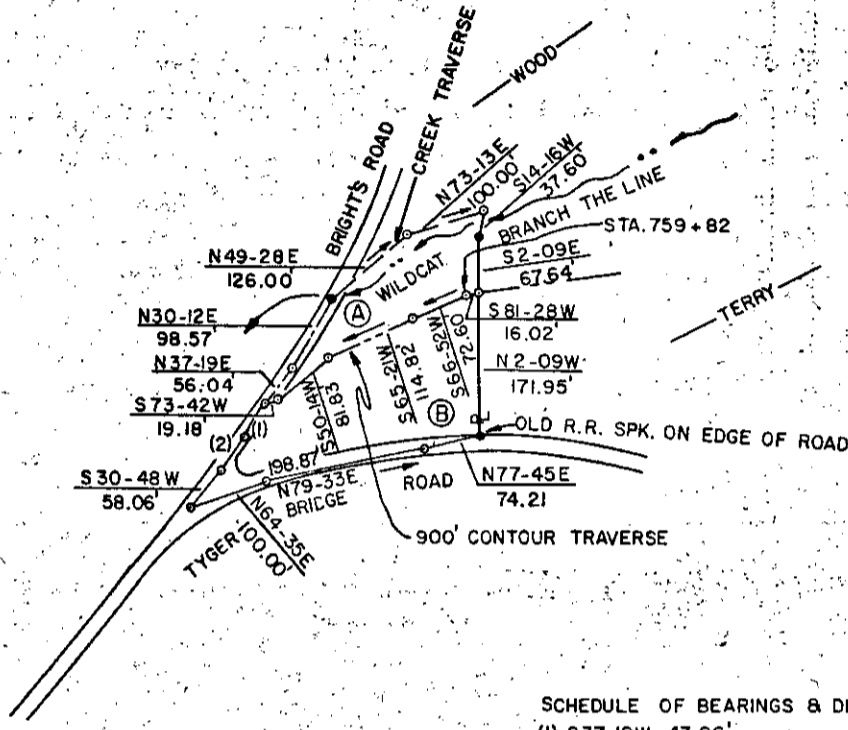 WOOD
CREEK TRAVERSE
BRIGHT'S ROAD
N73-13E
100.00'
S14-16W
37.60'
BRANCH THE LINE
STA. 759+82
N49-28E
126.00'
WILDCAT
S2-09E
67.64'
TERRY
A
N30-12E
98.57'
S81-28W
16.02'
N37-19E
56.04'
S66-52W
72.60
S65-21W
114.82
N2-09W
171.95'
S73-42W
19.18'
S50-14W
81.83
B
P
L
OLD R.R. SPK. ON EDGE OF ROAD
(1)
(2)
S30-48W
58.06'
198.87
N79-33E
N77-45E
74.21
TYGER BRIDGE ROAD
N64-35E
100.00'
900' CONTOUR TRAVERSE
SCHEDULE OF BEARINGS & DI